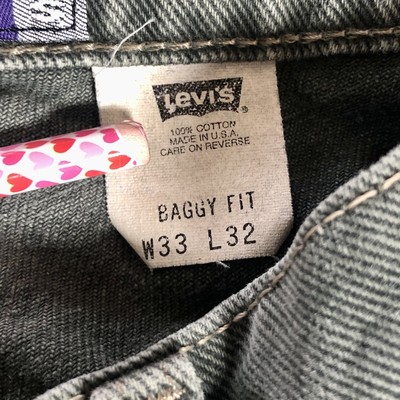 Levi's
100% COTTON
MADE IN U.S.A.
CARE ON REVERSE
BAGGY FIT
W33 L32